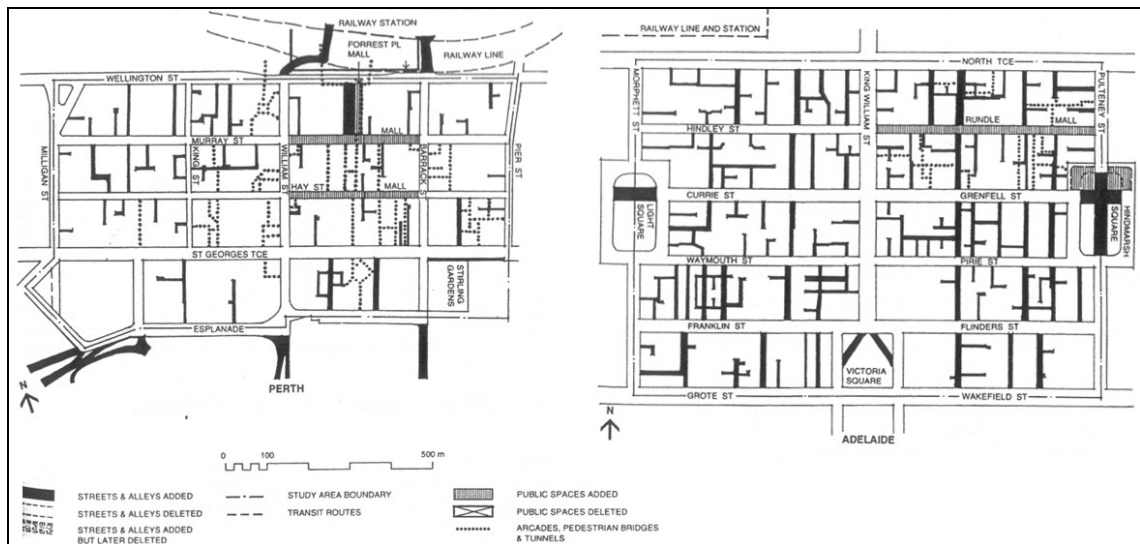 RAILWAY STATION
FORREST PL
MALL
RAILWAY LINE
WELLINGTON ST
MURRAY ST
MALL
MILLIGAN ST
KING ST
WILLIAM ST
BARRACK ST
PIER ST
HAY ST
MALL
ST GEORGES TCE
STIRLING
GARDENS
ESPLANADE
PERTH
N
RAILWAY LINE AND STATION
NORTH TCE
MORPHETT ST
KING WILLIAM
ST
PULTENEY ST
RUNDLE
MALL
HINDLEY ST
CURRIE ST
GRENFELL ST
LIGHT
SQUARE
HINDMARSH
SQUARE
WAYMOUTH ST
PIRIE ST
FRANKLIN ST
FLINDERS ST
VICTORIA
SQUARE
GROTE ST
WAKEFIELD ST
ADELAIDE
N
0 100 500 m
STREETS & ALLEYS ADDED
STREETS & ALLEYS DELETED
STREETS & ALLEYS ADDED
BUT LATER DELETED
STUDY AREA BOUNDARY
TRANSIT ROUTES
PUBLIC SPACES ADDED
PUBLIC SPACES DELETED
ARCADES, PEDESTRIAN BRIDGES
& TUNNELS